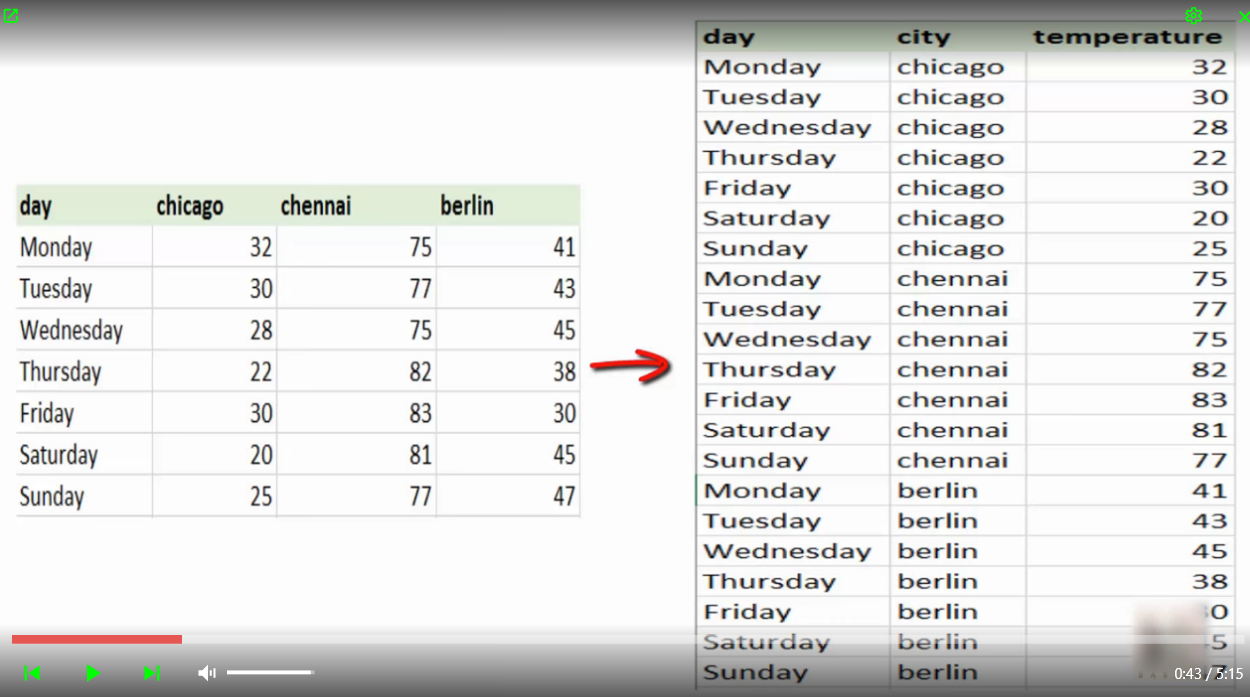 day chicago chennai berlin
Monday 32 75 41
Tuesday 30 77 43
Wednesday 28 75 45
Thursday 22 82 38
Friday 30 83 30
Saturday 20 81 45
Sunday 25 77 47
day city temperature
Monday chicago 32
Tuesday chicago 30
Wednesday chicago 28
Thursday chicago 22
Friday chicago 30
Saturday chicago 20
Sunday chicago 25
Monday chennai 75
Tuesday chennai 77
Wednesday chennai 75
Thursday chennai 82
Friday chennai 83
Saturday chennai 81
Sunday chennai 77
Monday berlin 41
Tuesday berlin 43
Wednesday berlin 45
Thursday berlin 38
Friday berlin
Saturday berlin
Sunday berlin
0:43 / 5:15